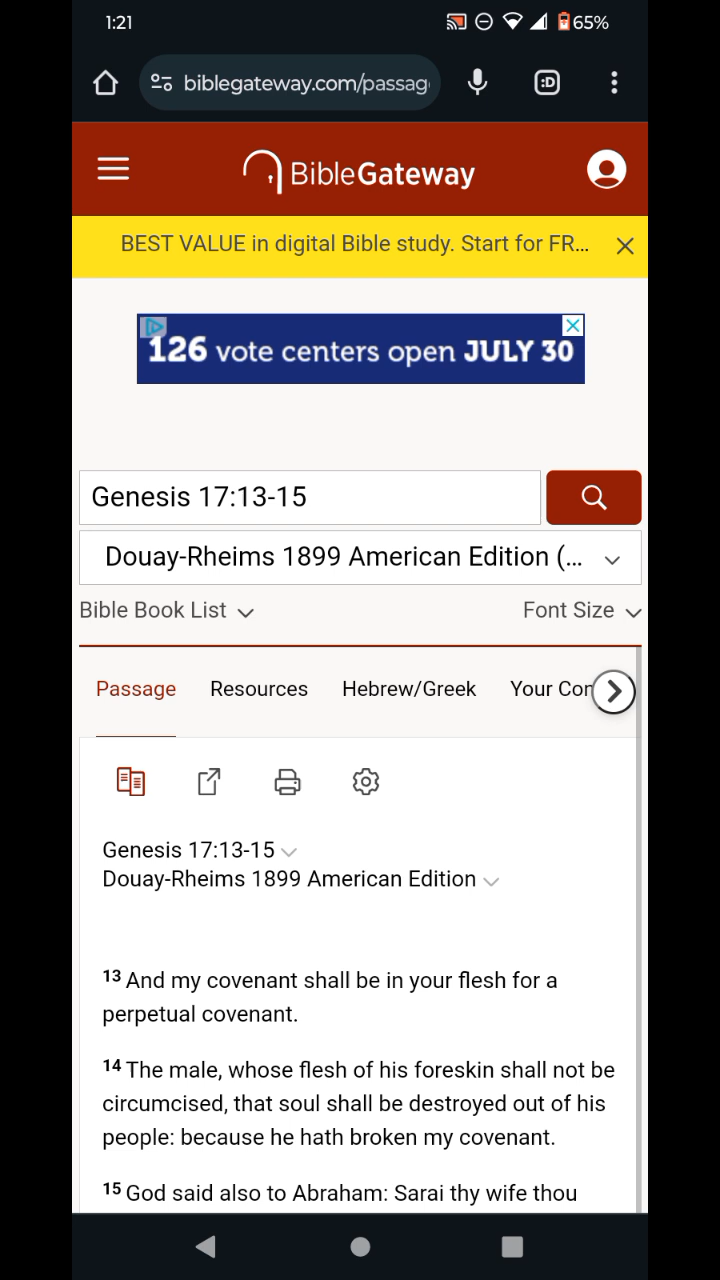 1:21
65%
biblegateway.com/passag
:D
BibleGateway
BEST VALUE in digital Bible study. Start for FR...
126 vote centers open JULY 30
Genesis 17:13-15
Douay-Rheims 1899 American Edition (...
Bible Book List
Font Size
Passage Resources Hebrew/Greek Your Con
Genesis 17:13-15
Douay-Rheims 1899 American Edition
13 And my covenant shall be in your flesh for a
perpetual covenant.
14 The male, whose flesh of his foreskin shall not be
circumcised, that soul shall be destroyed out of his
people: because he hath broken my covenant.
15 God said also to Abraham: Sarai thy wife thou